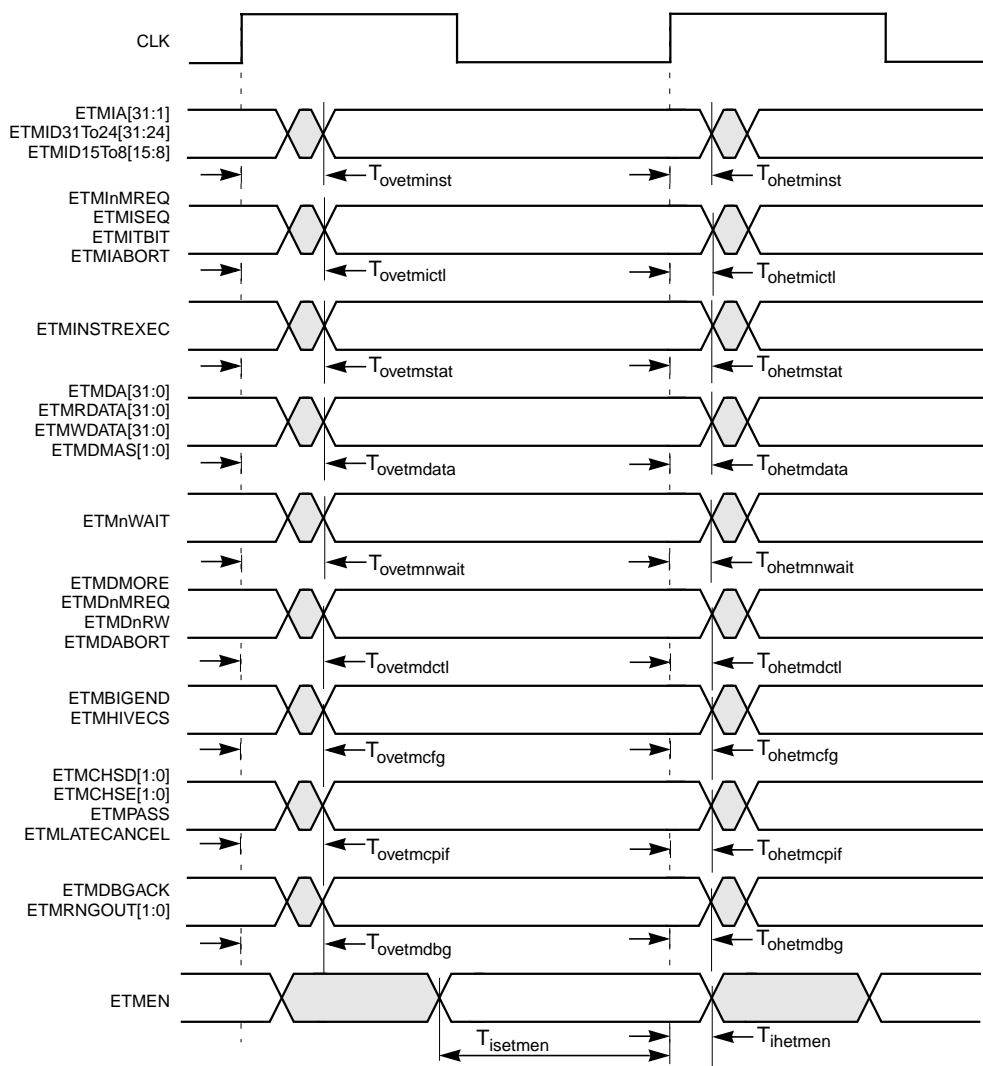 CLK
ETMIA[31:1]
ETMID31To24[31:24]
ETMID15To8[15:8]
Tovetminst
Tohetminst
ETMInMREQ
ETMISEQ
ETMITBIT
ETMIABORT
Tovetmictl
Tohetmictl
ETMINSTREXEC
Tovetmstat
Tohetmstat
ETMDA[31:0]
ETMRDATA[31:0]
ETMWDATA[31:0]
ETMDMAS[1:0]
Tovetmdata
Tohetmdata
ETMnWAIT
Tovetmnwait
Tohetmnwait
ETMDMORE
ETMDnMREQ
ETMDnRW
ETMDABORT
Tovetmdctl
Tohetmdctl
ETMBIGEND
ETMHIVECS
Tovetmcfg
Tohetmcfg
ETMCHSD[1:0]
ETMCHSE[1:0]
ETMPASS
ETMLATECANCEL
Tovetmcpif
Tohetmcpif
ETMDBGACK
ETMRNGOUT[1:0]
Tovetmdbg
Tohetmdbg
ETMEN
Tisetmen
Tihetmen